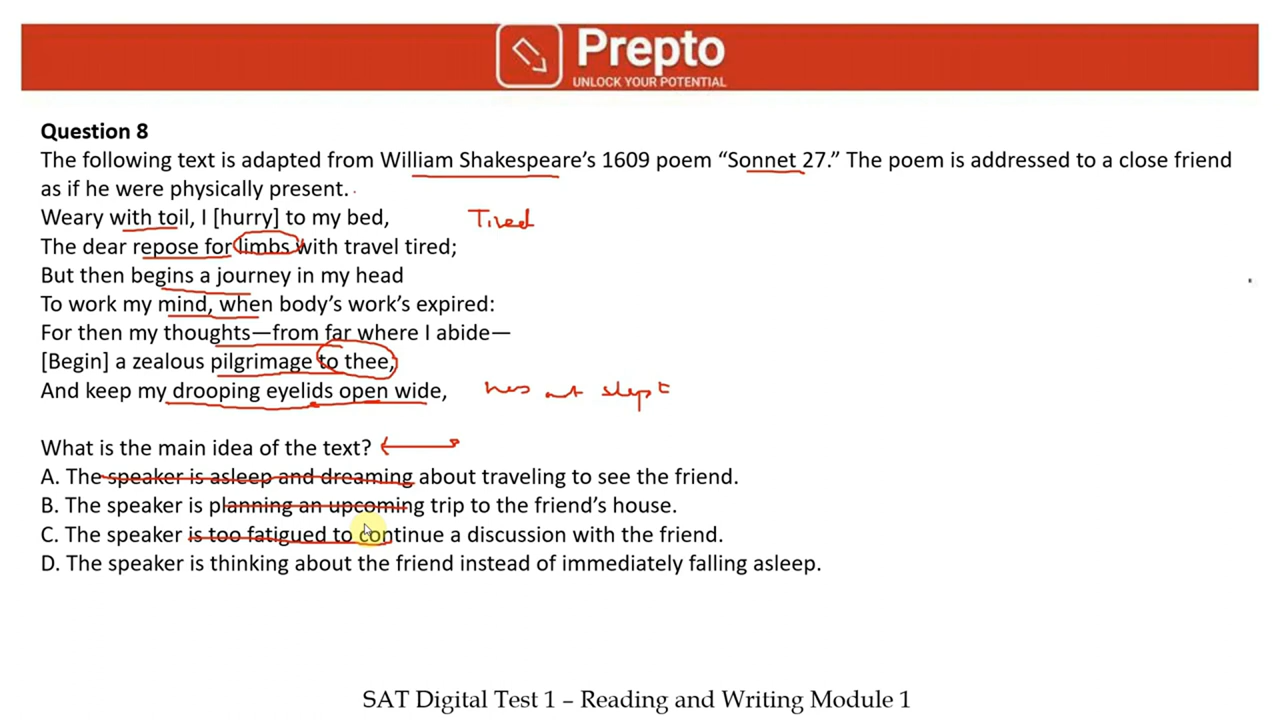 Prepto
UNLOCK YOUR POTENTIAL
Question 8
The following text is adapted from William Shakespeare’s 1609 poem “Sonnet 27.” The poem is addressed to a close friend
as if he were physically present.
Weary with toil, I [hurry] to my bed,
Tired
The dear repose for limbs with travel tired;
But then begins a journey in my head
To work my mind, when body’s work’s expired:
For then my thoughts—from far where I abide—
[Begin] a zealous pilgrimage to thee,
And keep my drooping eyelids open wide,
slept
What is the main idea of the text?
A. The speaker is asleep and dreaming about traveling to see the friend.
B. The speaker is planning an upcoming trip to the friend’s house.
C. The speaker is too fatigued to continue a discussion with the friend.
D. The speaker is thinking about the friend instead of immediately falling asleep.
SAT Digital Test 1 – Reading and Writing Module 1